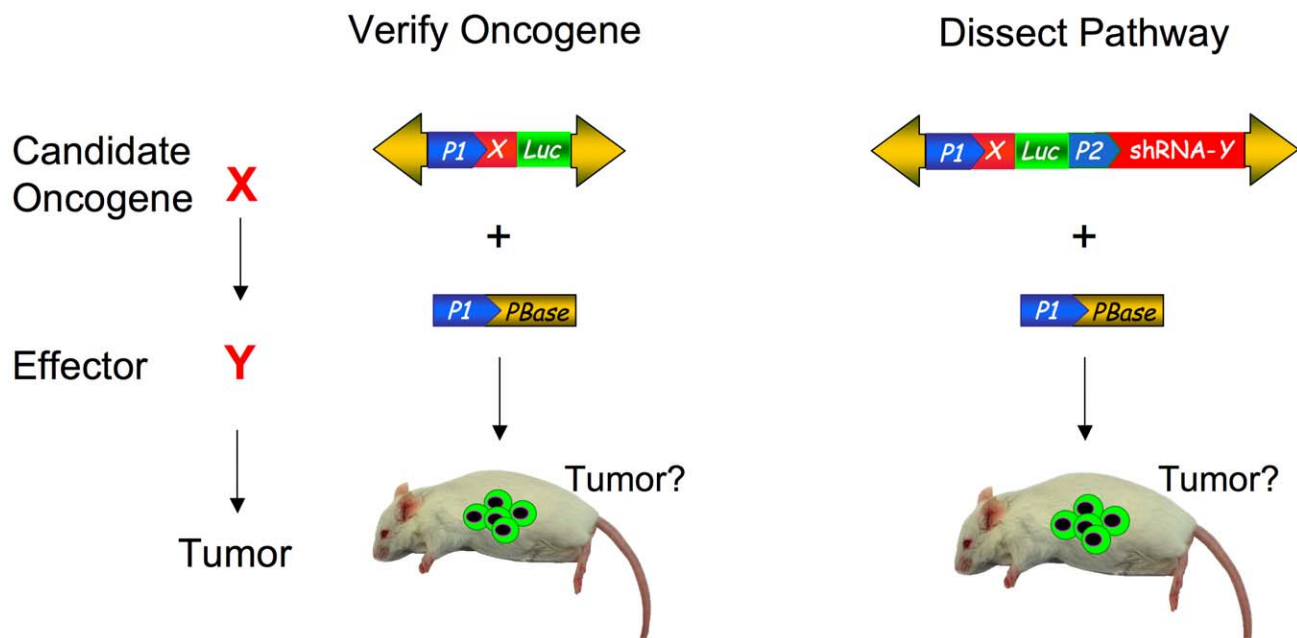 Verify Oncogene
Dissect Pathway
Candidate
Oncogene
X
P1 X Luc
P1 X Luc P2 shRNA-Y
+
+
P1 PBase
P1 PBase
Effector
Y
Tumor?
Tumor?
Tumor